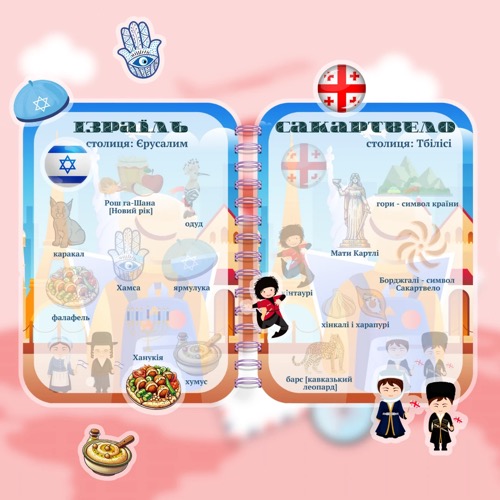 ІЗРАЇЛЬ
столиця: Єрусалим
Рош га-Шана
[Новий рік]
одуд
каракал
Хамса
ярмулка
фалафель
Ханукія
хумус
САКАРТВЕЛО
столиця: Тбілісі
гори - символ країни
Мати Картлі
Борджгалі - символ
Сакартвело
хінкалі і харапурі
барс [кавказький
леопард]